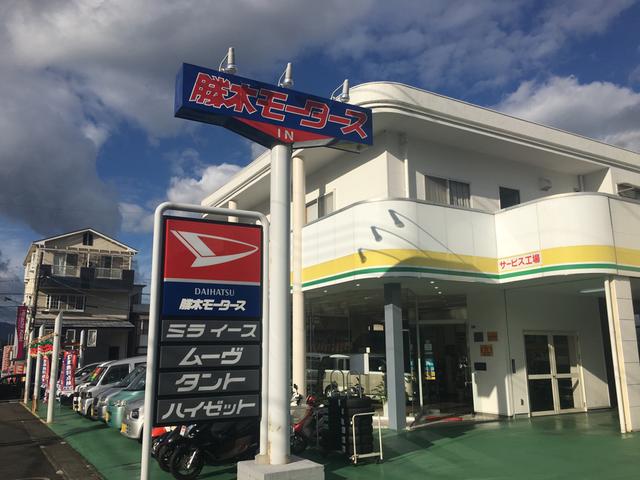 勝木モータース
IN
DAIHATSU
勝木モータース
ミラ イース
ムーヴ
タント
ハイゼット
サービス工場